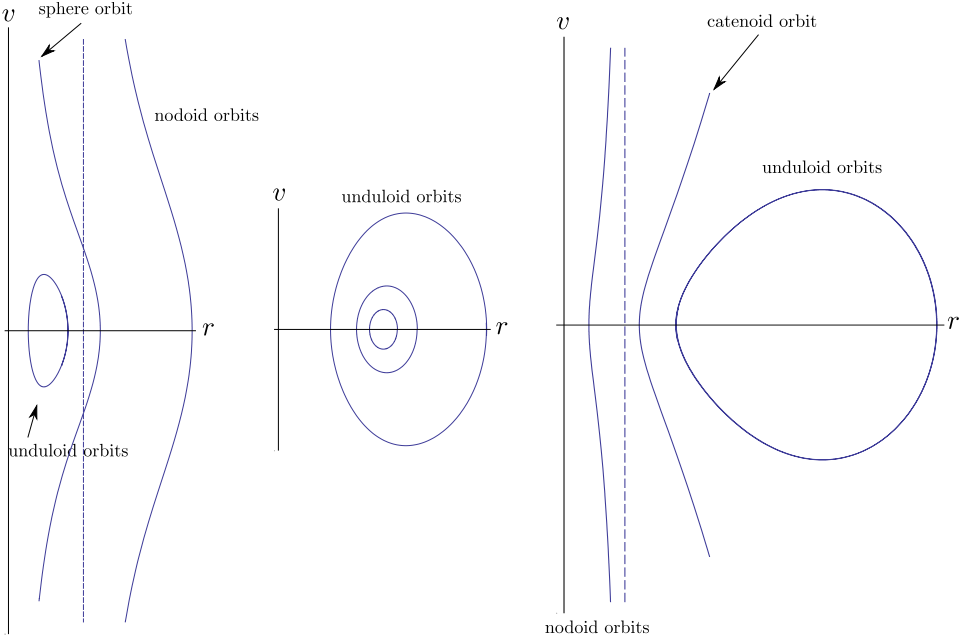 sphere orbit
v
nodoid orbits
r
unduloid orbits
v
unduloid orbits
r
v
catenoid orbit
unduloid orbits
r
nodoid orbits